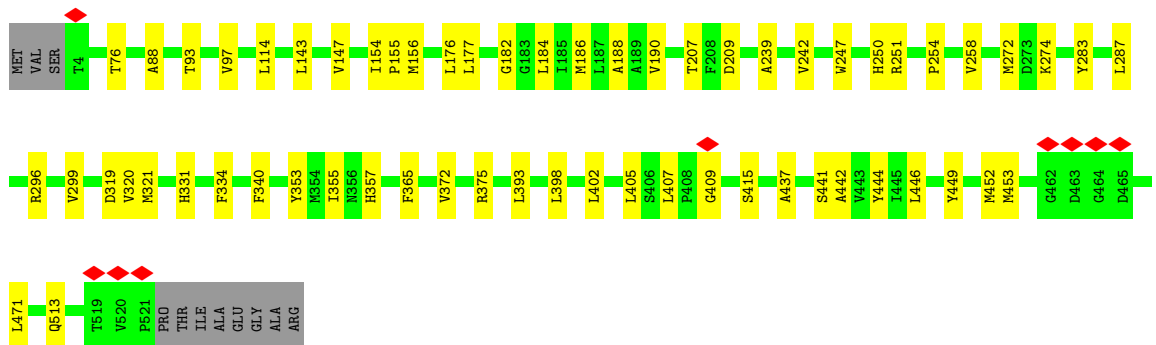 MET VAL SER T4 T76 A88 T93 V97 L114 L143 V147 I154 P155 M156 L176 L177 G182 G183 L184 I185 M186 L187 A188 A189 V190 T207 F208 D209 A239 V242 W247 H250 R251 P254 V258 M272 D273 K274 Y283 L287
R296 V299 D319 V320 M321 H331 F334 F340 Y353 M354 I355 N356 H357 F365 V372 R375 L393 L398 L402 L405 S406 L407 P408 G409 S415 A437 S441 A442 V443 Y444 I445 L446 Y449 M452 M453 G462 D463 G464 D465
L471 Q513 T519 V520 P521 PRO THR ILE ALA GLU GLY ALA ARG